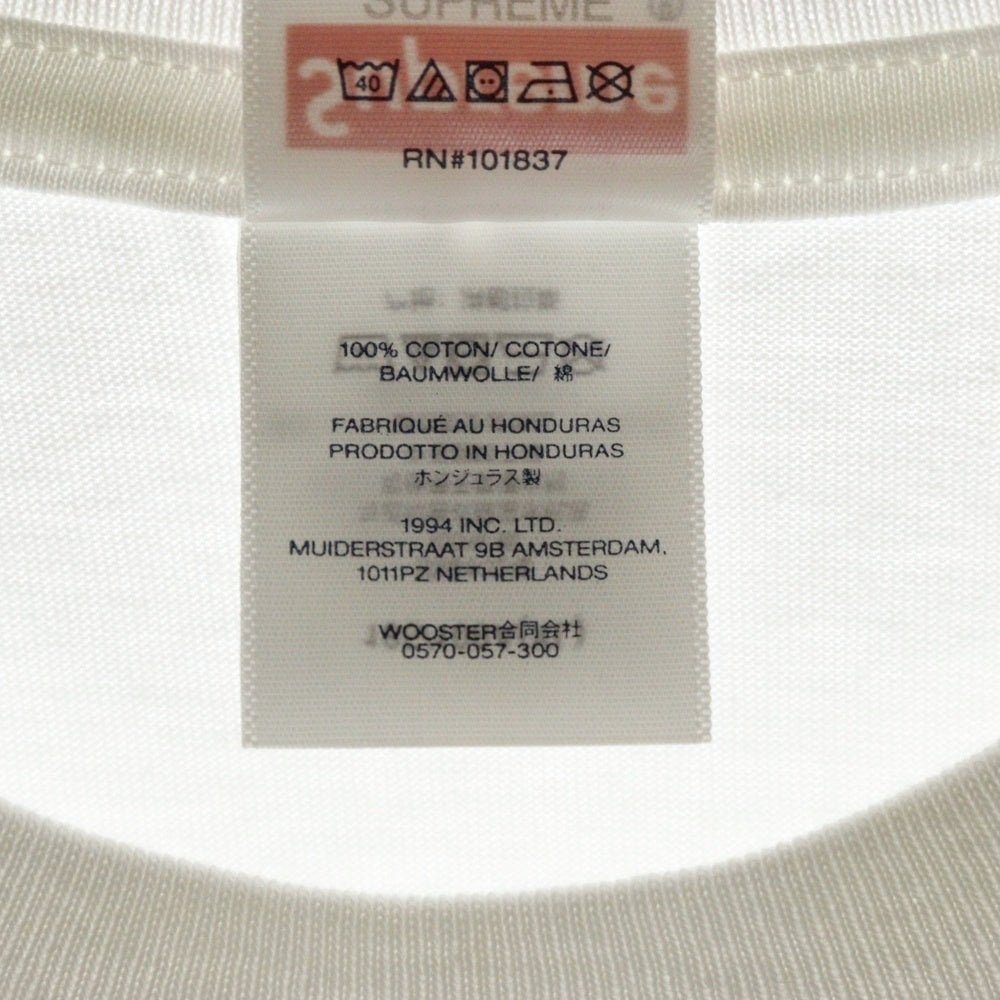 SUPREME ®
Supreme
40
RN#101837
100% COTON/ COTONE/
BAUMWOLLE/ 綿
FABRIQUÉ AU HONDURAS
PRODOTTO IN HONDURAS
ホンジュラス製
1994 INC. LTD.
MUIDERSTRAAT 9B AMSTERDAM,
1011PZ NETHERLANDS
WOOSTER合同会社
0570-057-300